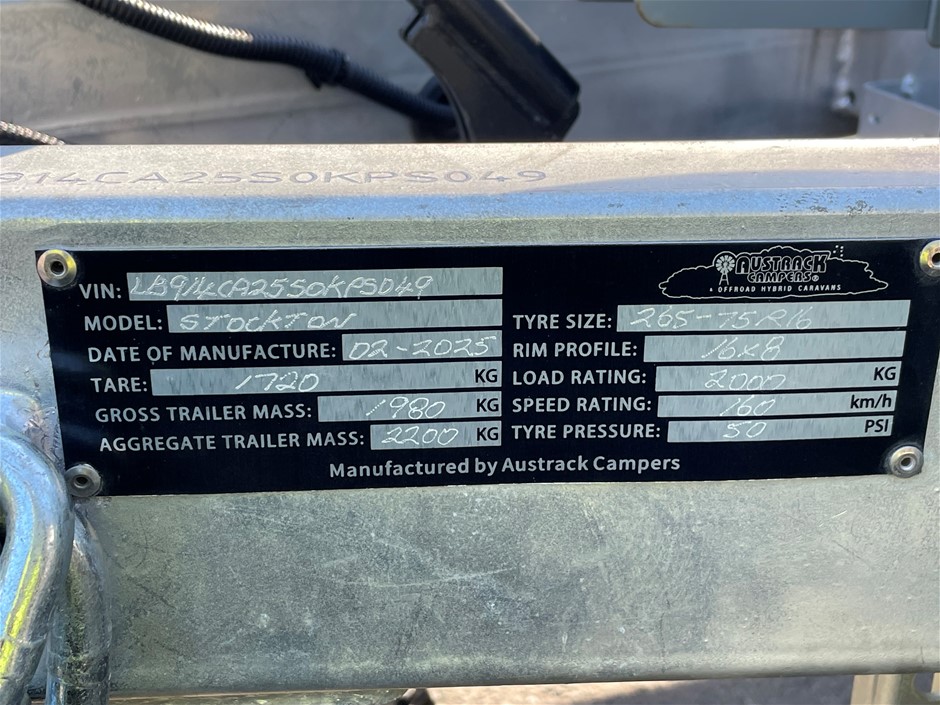 914CA25S0KPS049
AUSTRACK
CAMPERS®
& OFFROAD HYBRID CARAVANS
VIN: LB914CA25S0KPS049
MODEL: STOCKTON
DATE OF MANUFACTURE: 02-2025
TARE: 1720 KG
GROSS TRAILER MASS: 1980 KG
AGGREGATE TRAILER MASS: 2200 KG
TYRE SIZE: 265-75R16
RIM PROFILE: 16x8
LOAD RATING: 2000 KG
SPEED RATING: 160 km/h
TYRE PRESSURE: 50 PSI
Manufactured by Austrack Campers